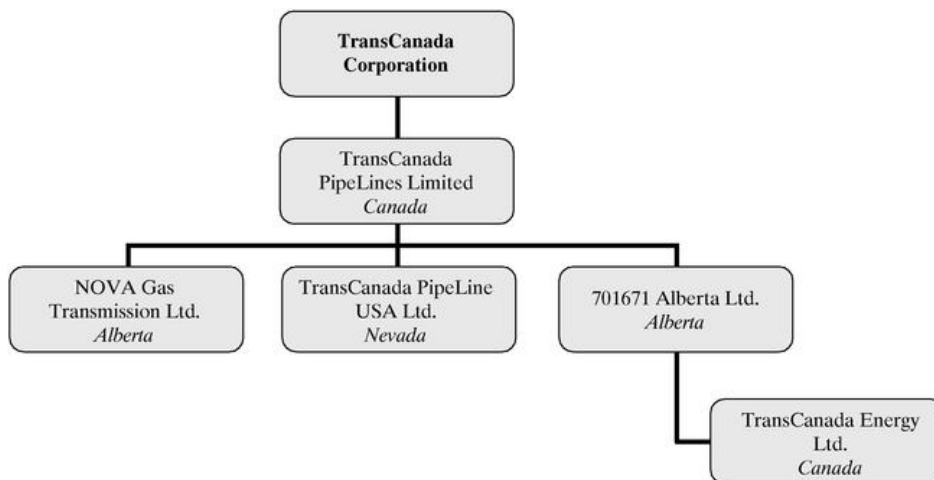 TransCanada
Corporation
TransCanada
PipeLines Limited
Canada
NOVA Gas
Transmission Ltd.
Alberta
TransCanada PipeLine
USA Ltd.
Nevada
701671 Alberta Ltd.
Alberta
TransCanada Energy
Ltd.
Canada